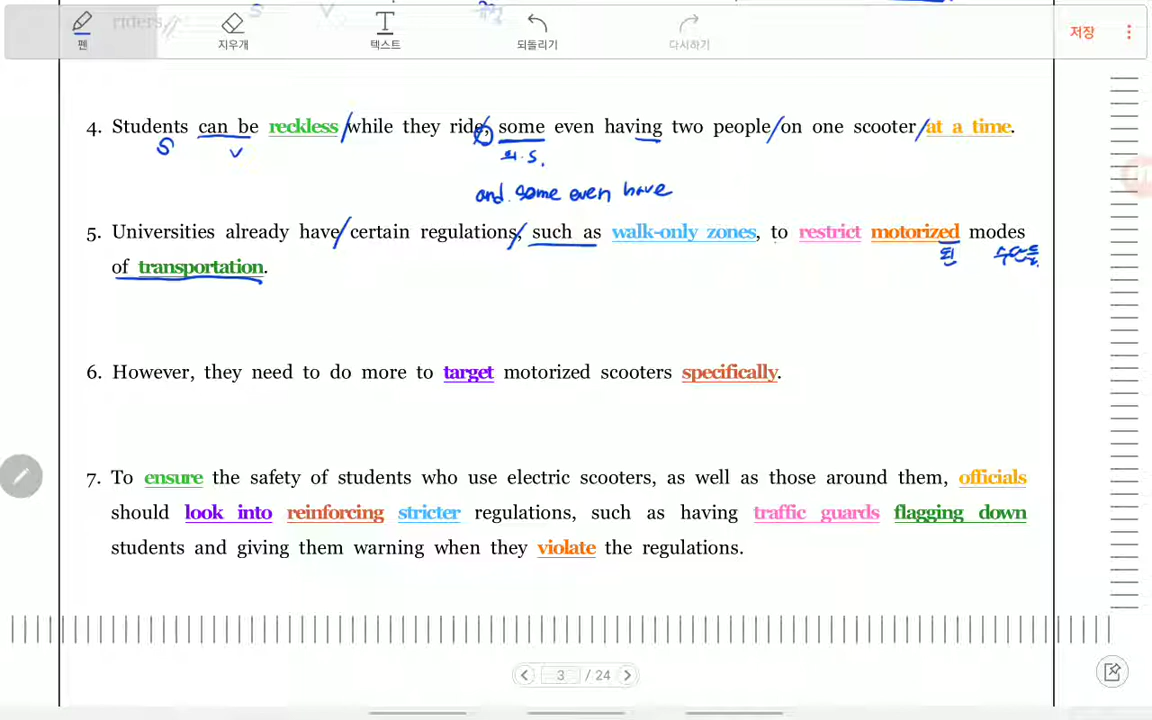 riders.
펜
지우개
텍스트
되돌리기
다시하기
저장
4. Students can be reckless while they ride, some even having two people on one scooter at a time.
S
V
의.S.
and some even have
5. Universities already have certain regulations, such as walk-only zones, to restrict motorized modes
된
수단들.
of transportation.
6. However, they need to do more to target motorized scooters specifically.
7. To ensure the safety of students who use electric scooters, as well as those around them, officials
should look into reinforcing stricter regulations, such as having traffic guards flagging down
students and giving them warning when they violate the regulations.
3 / 24